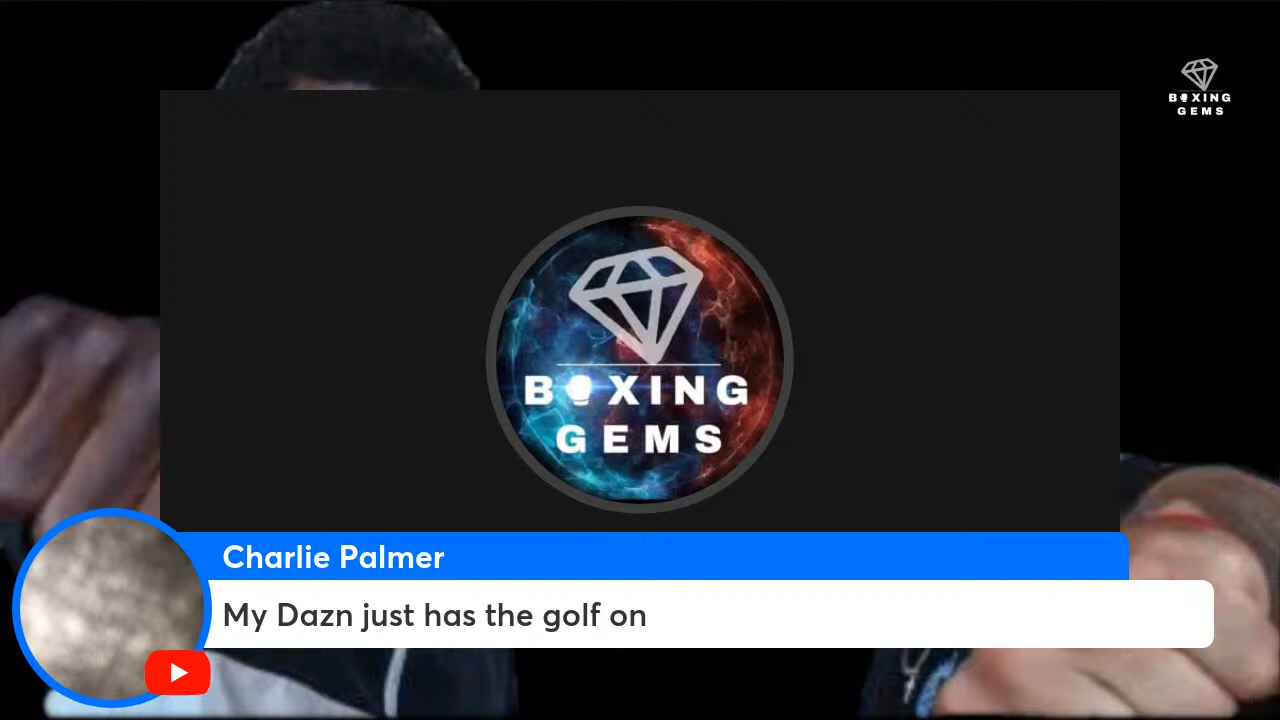 BOXING
GEMS
BOXING
GEMS
Charlie Palmer
My Dazn just has the golf on